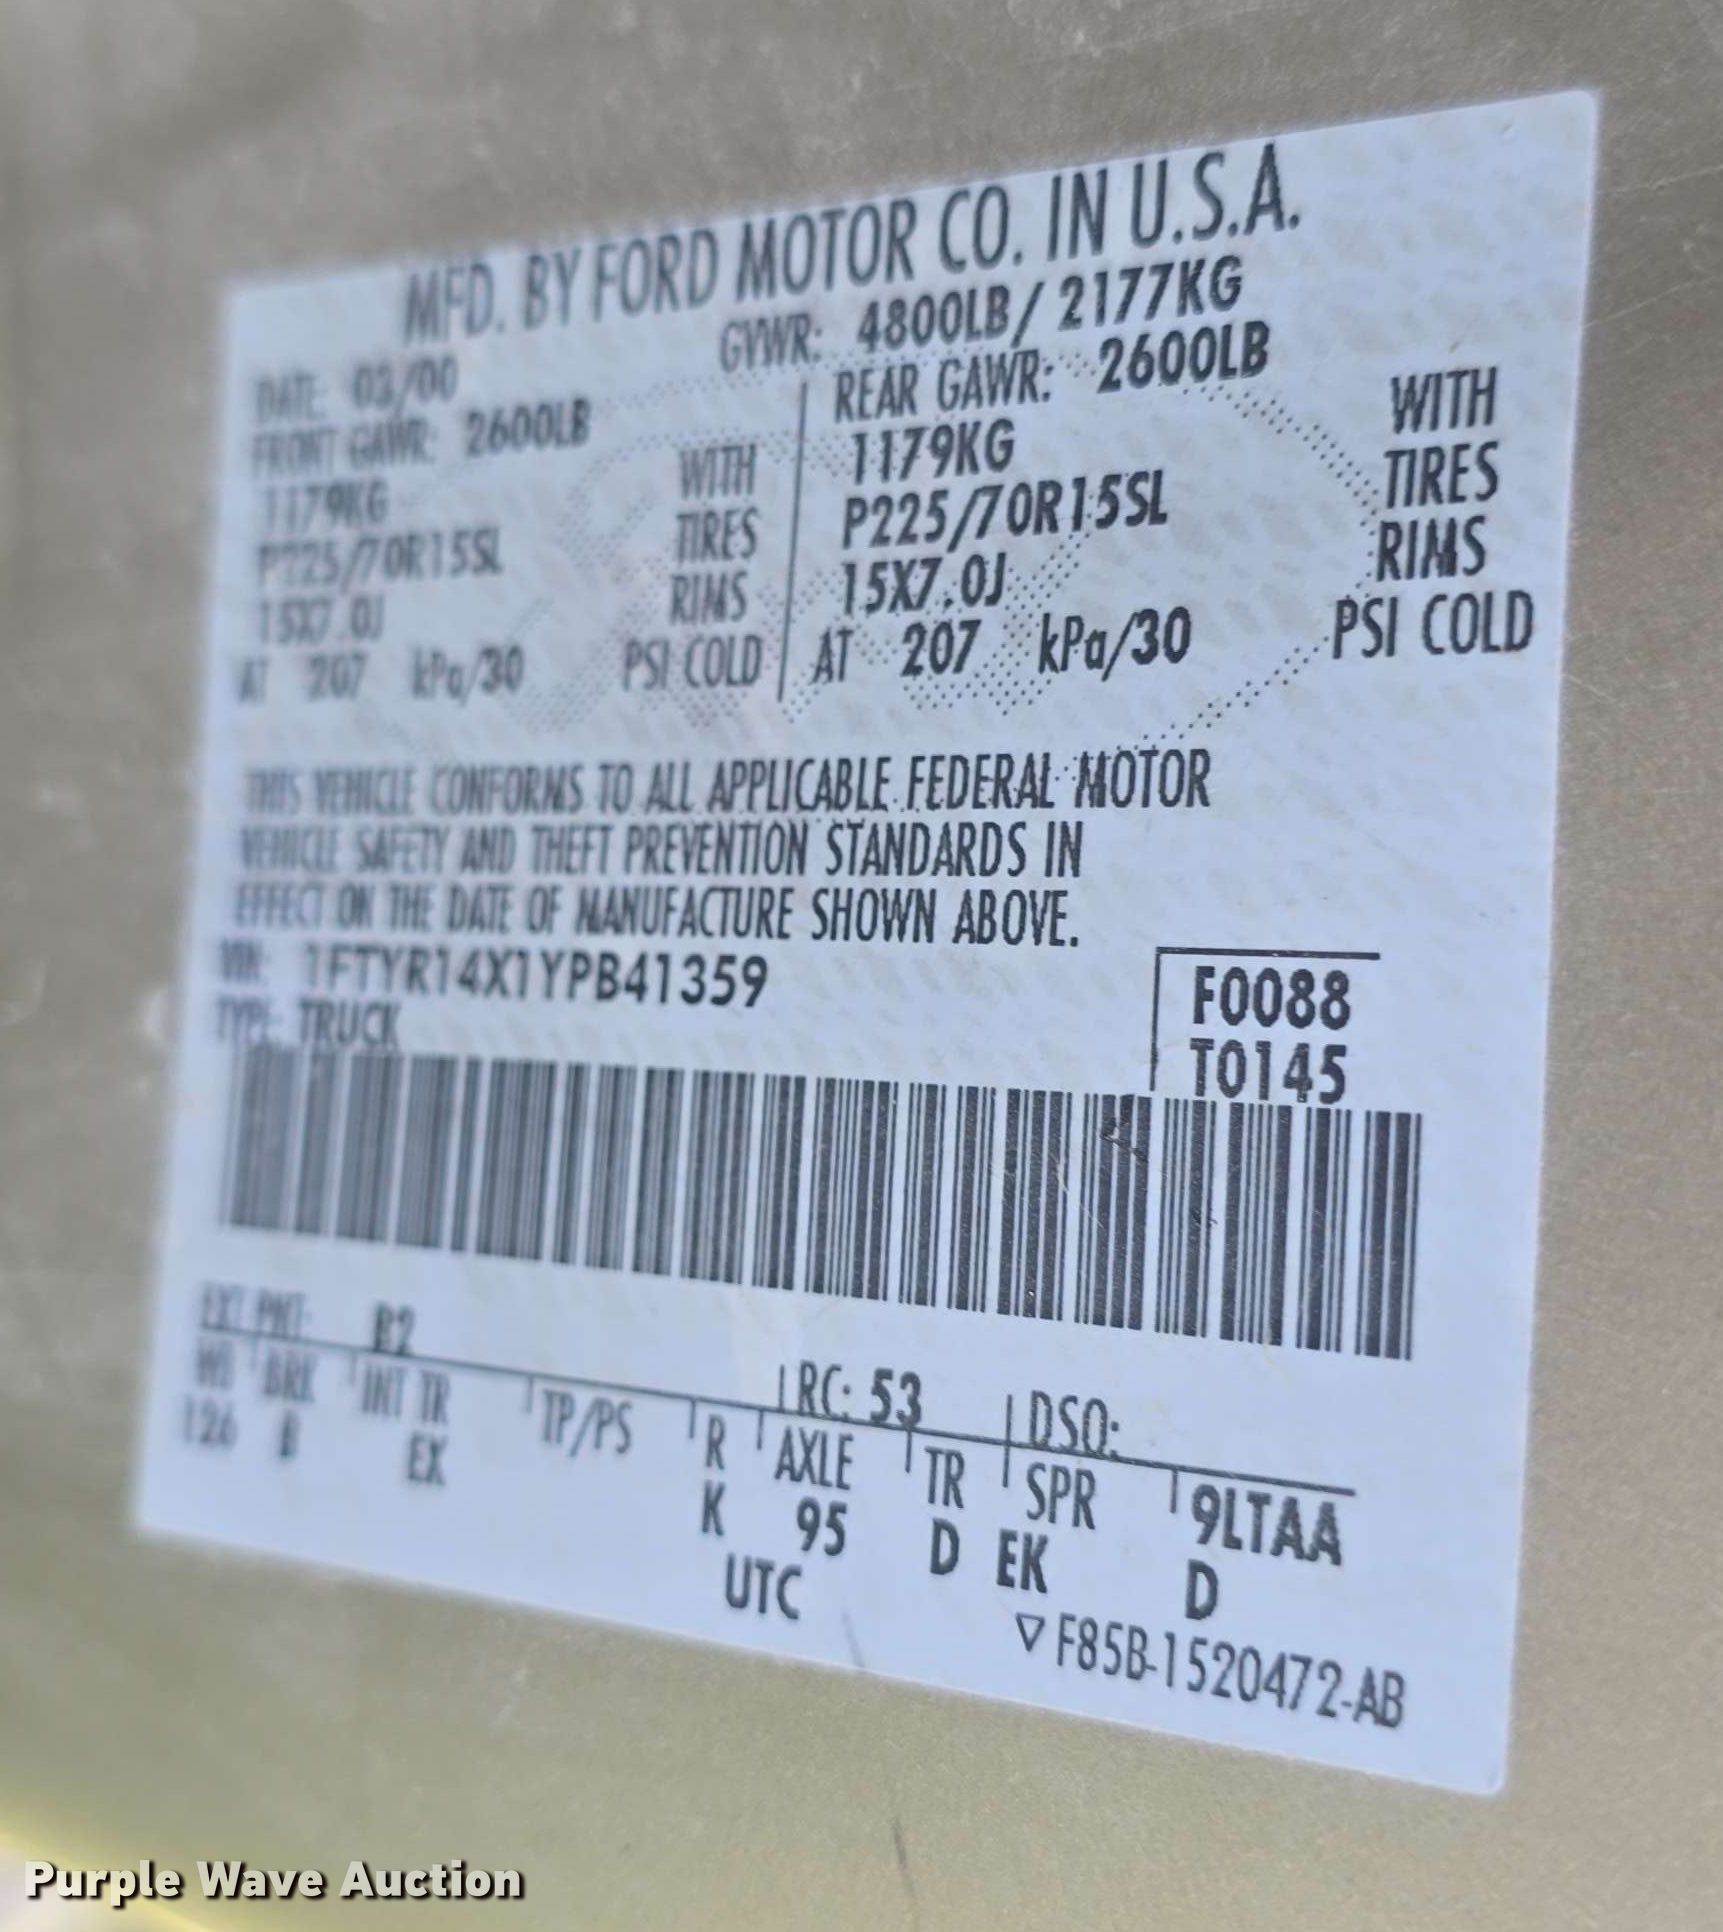 MFD. BY FORD MOTOR CO. IN U.S.A.
DATE: 03/00 GVWR: 4800LB/ 2177KG
FRONT GAWR: 2600LB REAR GAWR: 2600LB
1179KG WITH 1179KG WITH
P225/70R15SL TIRES P225/70R15SL TIRES
15X7.0J RIMS 15X7.0J RIMS
AT 207 kPa/30 PSI COLD AT 207 kPa/30 PSI COLD
THIS VEHICLE CONFORMS TO ALL APPLICABLE FEDERAL MOTOR
VEHICLE SAFETY AND THEFT PREVENTION STANDARDS IN
EFFECT ON THE DATE OF MANUFACTURE SHOWN ABOVE.
VIN: 1FTYR14X1YPB41359 F0088
TYPE: TRUCK T0145
EXT PNT: B2 RC: 53 DSO:
WB BRK INT TR TP/PS R AXLE TR SPR 9LTAA
126 B EX K 95 D EK D
UTC
▽ F85B-1520472-AB
Purple Wave Auction